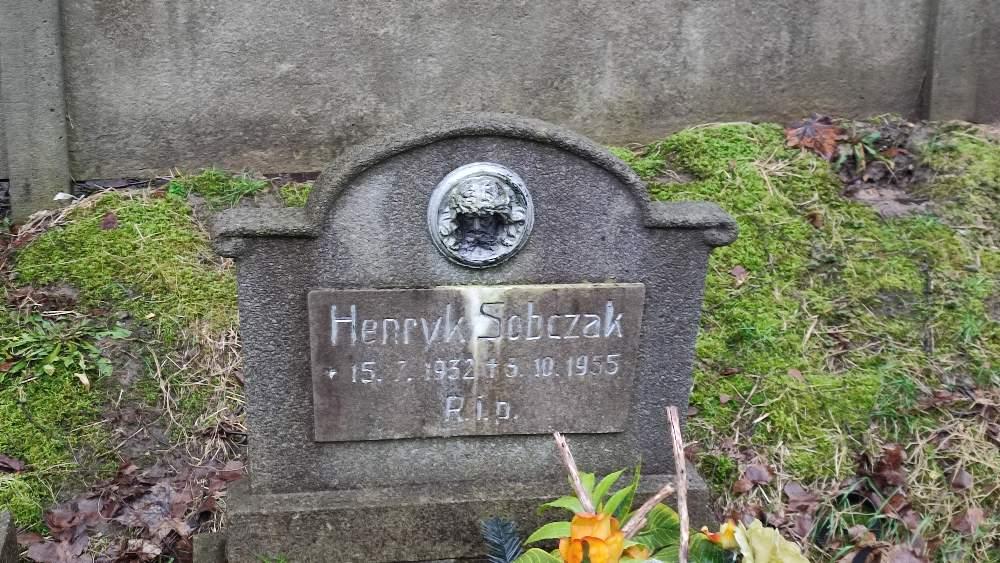 Henryk Sobczak
* 15. 7. 1932 † 5. 10. 1955
R.i.p.